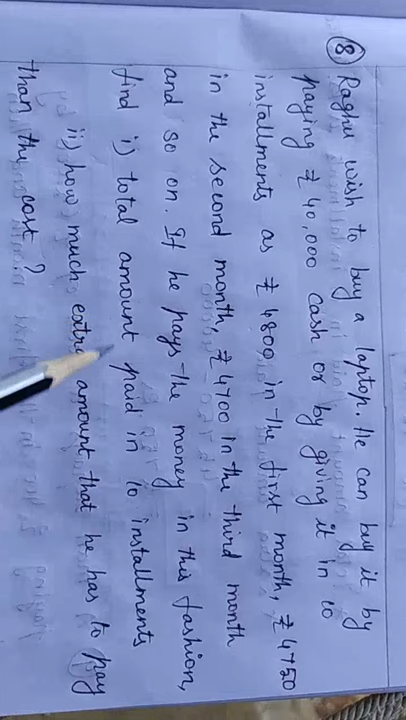 ⑧ Raghu wish to buy a laptop. He can buy it by
paying ₹ 40,000 cash or by giving it in 10
installments as ₹ 4800 in the first month, ₹ 4750
in the second month, ₹ 4700 in the third month
and so on. If he pays the money in this fashion,
find i) total amount paid in 10 installments
ii) how much extra amount that he has to pay
than the cost?